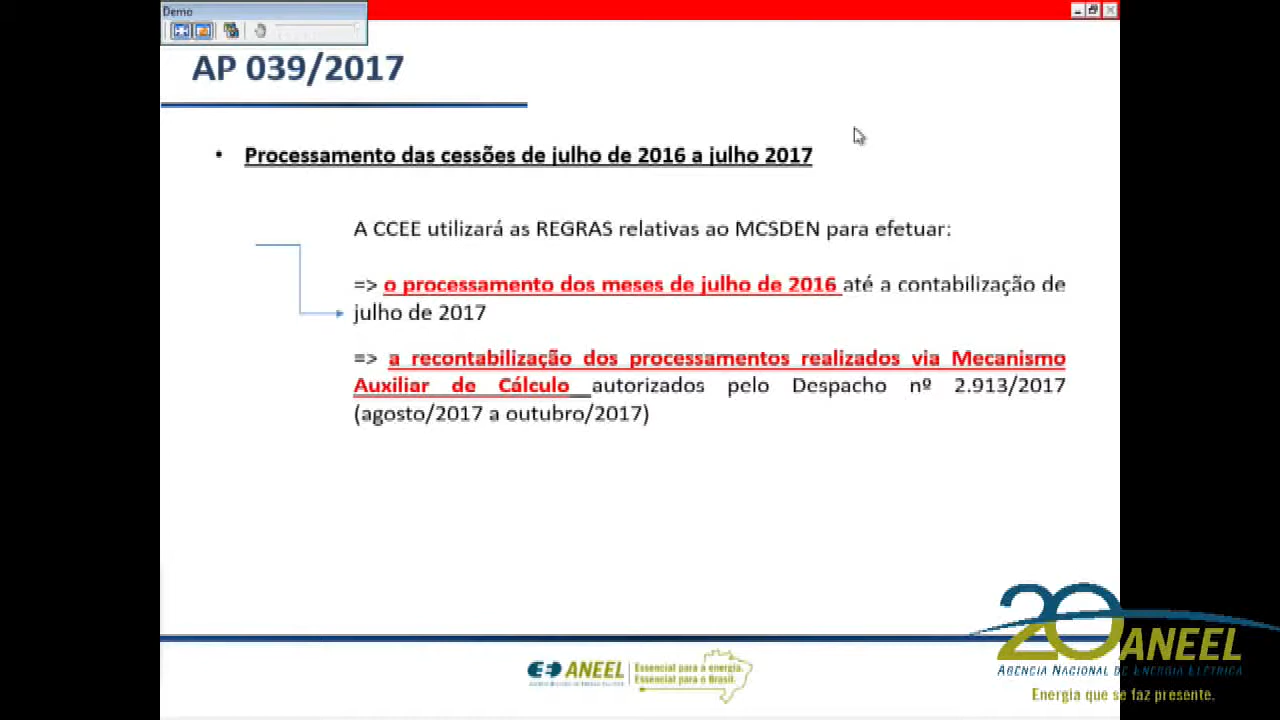 Demo
AP 039/2017
• Processamento das cessões de julho de 2016 a julho 2017
A CCEE utilizará as REGRAS relativas ao MCSDEN para efetuar:
=> o processamento dos meses de julho de 2016 até a contabilização de
julho de 2017
=> a recontabilização dos processamentos realizados via Mecanismo
Auxiliar de Cálculo autorizados pelo Despacho nº 2.913/2017
(agosto/2017 a outubro/2017)
ANEEL
Essencial para a energia.
Essencial para o Brasil.
20 ANEEL
AGENCIA NACIONAL DE ENERGIA ELÉTRICA
Energia que se faz presente.